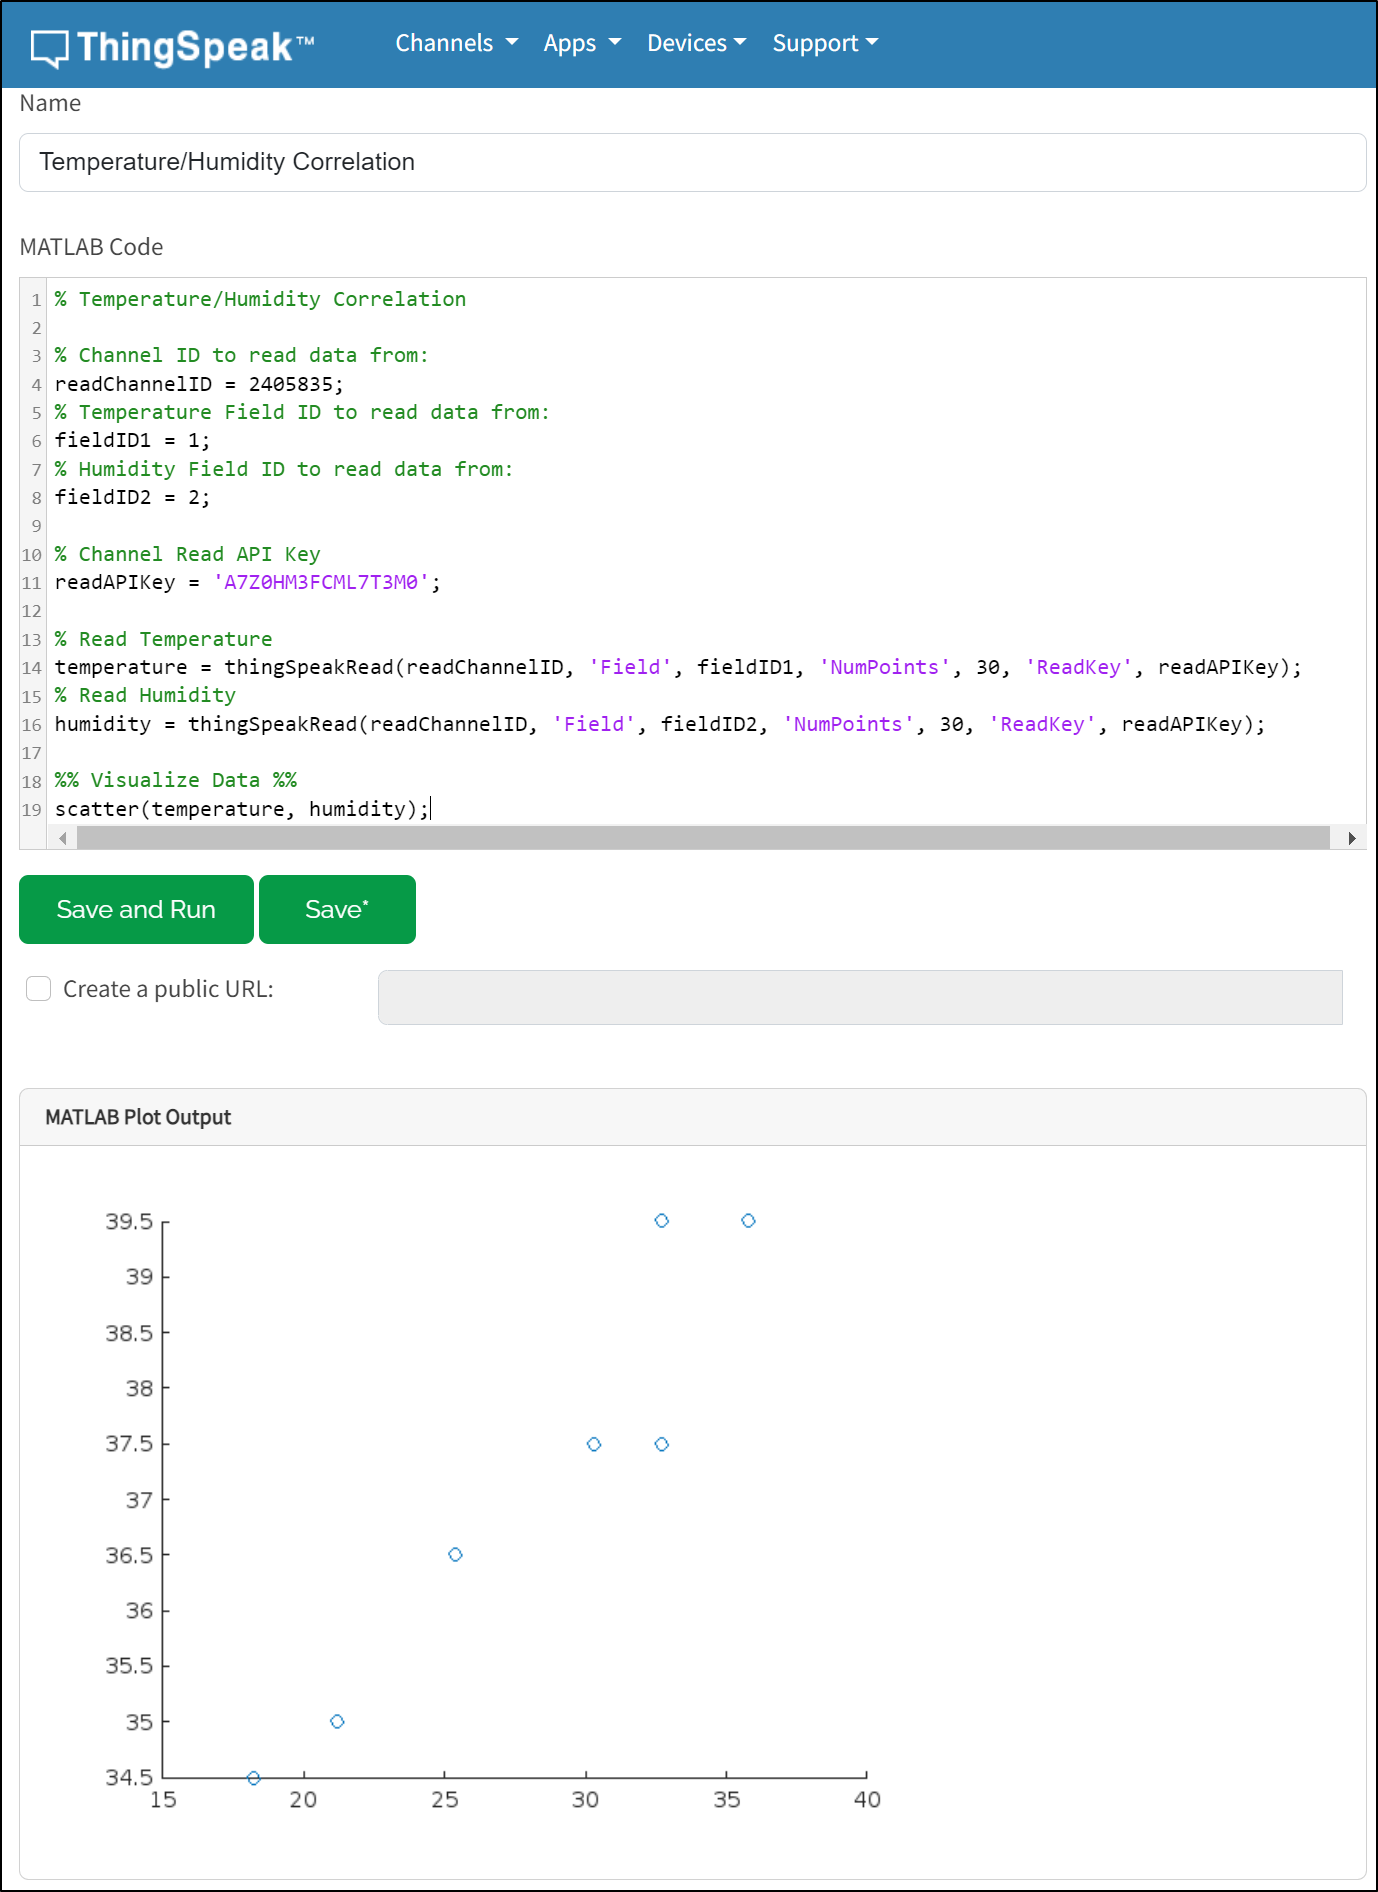 ThingSpeak™ Channels Apps Devices Support
Name
Temperature/Humidity Correlation
MATLAB Code
1 % Temperature/Humidity Correlation
2
3 % Channel ID to read data from:
4 readChannelID = 2405835;
5 % Temperature Field ID to read data from:
6 fieldID1 = 1;
7 % Humidity Field ID to read data from:
8 fieldID2 = 2;
9
10 % Channel Read API Key
11 readAPIKey = 'A7Z0HM3FCML7T3M0';
12
13 % Read Temperature
14 temperature = thingSpeakRead(readChannelID, 'Field', fieldID1, 'NumPoints', 30, 'ReadKey', readAPIKey);
15 % Read Humidity
16 humidity = thingSpeakRead(readChannelID, 'Field', fieldID2, 'NumPoints', 30, 'ReadKey', readAPIKey);
17
18 %% Visualize Data %%
19 scatter(temperature, humidity);
Save and Run Save*
Create a public URL:
MATLAB Plot Output
39.5
39
38.5
38
37.5
37
36.5
36
35.5
35
34.5
15 20 25 30 35 40